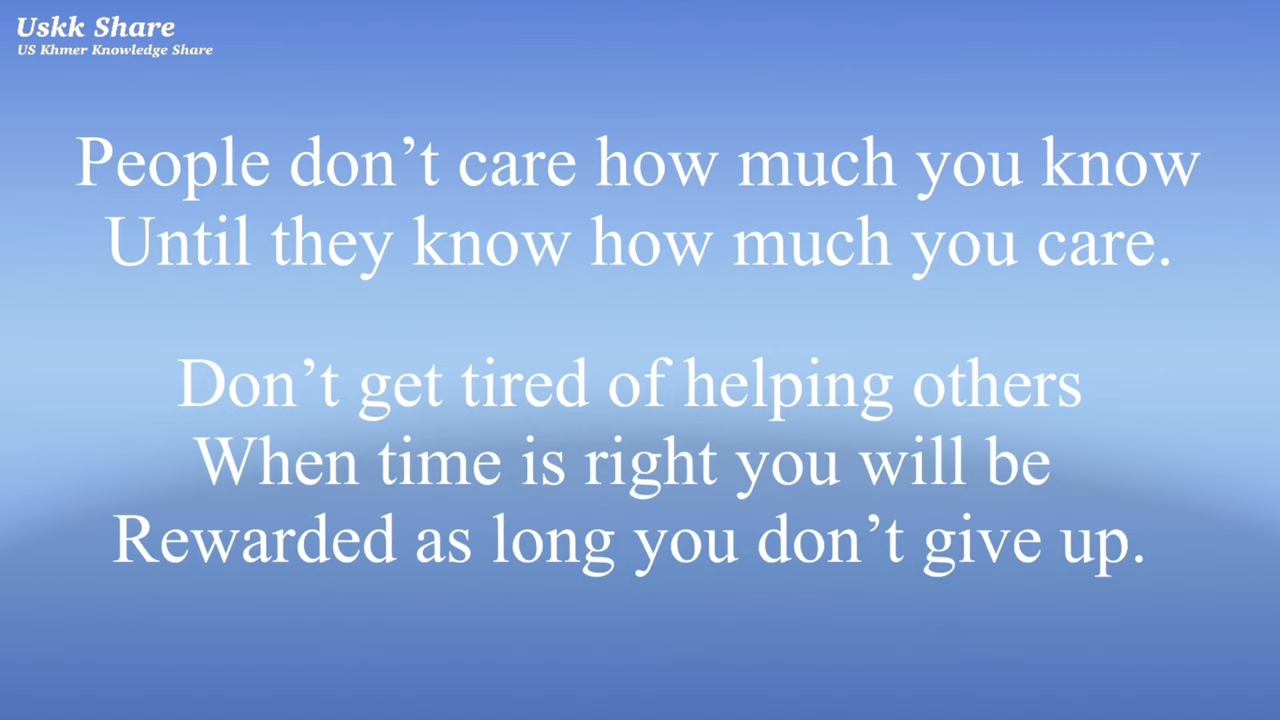 Uskk Share
US Khmer Knowledge Share
People don’t care how much you know
Until they know how much you care.
Don’t get tired of helping others
When time is right you will be
Rewarded as long you don’t give up.